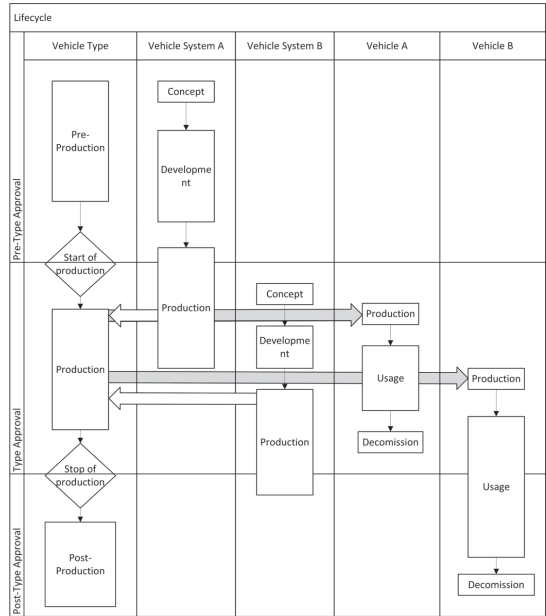 Lifecycle
Vehicle Type
Vehicle System A
Vehicle System B
Vehicle A
Vehicle B
Pre-Type Approval
Pre-
Production
Concept
Developme
nt
Start of
production
Type Approval
Production
Production
Concept
Developme
nt
Production
Production
Usage
Decomission
Production
Stop of
production
Usage
Post-Type Approval
Post-
Production
Decomission